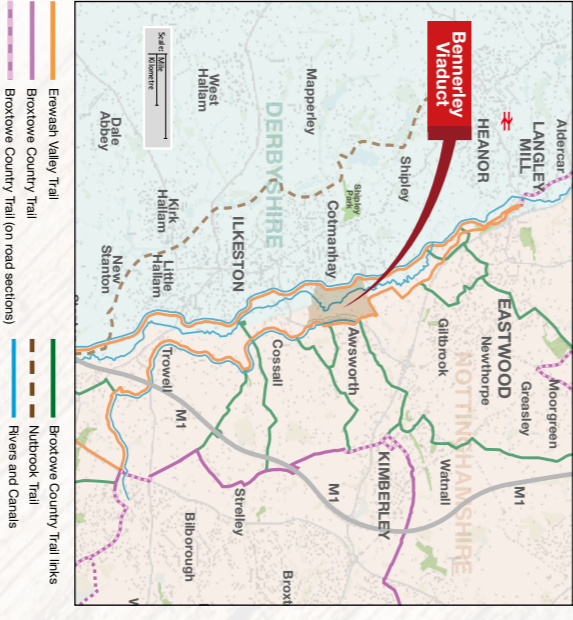 Bennerley
Viaduct
Aldercar
LANGLEY
MILL
HEANOR
Moorgreen
Greasley
EASTWOOD
Newthorpe
Shipley
Giltbrook
NOTTINGHAMSHIRE
M1
Mapperley
Shipley
Park
Cotmanhay
Awsworth
KIMBERLEY
Watnall
DERBYSHIRE
West
Hallam
ILKESTON
Cossall
M1
Kirk
Hallam
Little
Hallam
Trowell
M1
Strelley
Broxt
Dale
Abbey
New
Stanton
Bilborough
Scale: Mile
Kilometre
Erewash Valley Trail
Broxtowe Country Trail
Broxtowe Country Trail (on road sections)
Broxtowe Country Trail links
Nutbrook Trail
Rivers and Canals